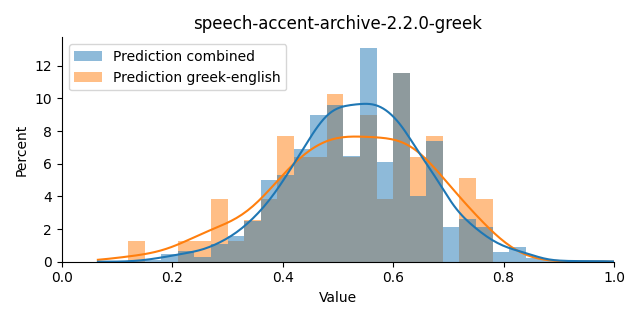 speech-accent-archive-2.2.0-greek
Prediction combined
Prediction greek-english
Percent
12
10
8
6
4
2
0
0.0 0.2 0.4 0.6 0.8 1.0
Value